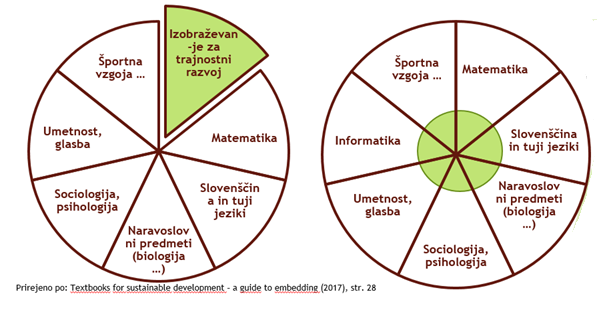 Izobraževan
-je za
trajnostni
razvoj
Športna
vzgoja ...
Matematika
Umetnost,
glasba
Slovenščin
a in tuji
jeziki
Sociologija,
psihologija
Naravoslov
ni predmeti
(biologija
...)
Športna
vzgoja ...
Matematika
Informatika
Slovenščina
in tuji jeziki
Umetnost,
glasba
Naravoslov
ni predmeti
(biologija
...)
Sociologija,
psihologija
Prirejeno po: Textbooks for sustainable development - a guide to embedding (2017), str. 28